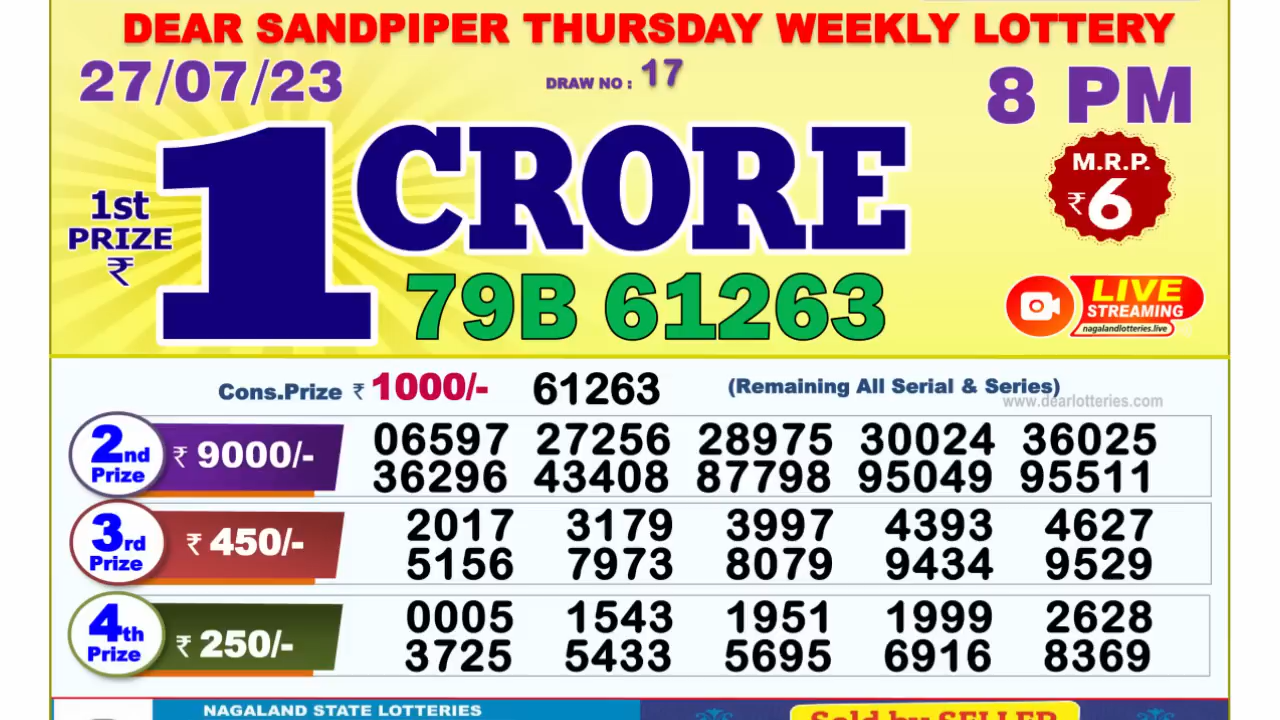 DEAR SANDPIPER THURSDAY WEEKLY LOTTERY
27/07/23
DRAW NO : 17
8 PM
1st
PRIZE
₹
1 CRORE
M.R.P.
₹ 6
79B 61263
LIVE
STREAMING
nagalandlotteries.live
Cons.Prize ₹ 1000/- 61263 (Remaining All Serial & Series)
www.dearlotteries.com
2nd
Prize
₹ 9000/-
06597 27256 28975 30024 36025
36296 43408 87798 95049 95511
3rd
Prize
₹ 450/-
2017 3179 3997 4393 4627
5156 7973 8079 9434 9529
4th
Prize
₹ 250/-
0005 1543 1951 1999 2628
3725 5433 5695 6916 8369
NAGALAND STATE LOTTERIES
Sold by SELLER